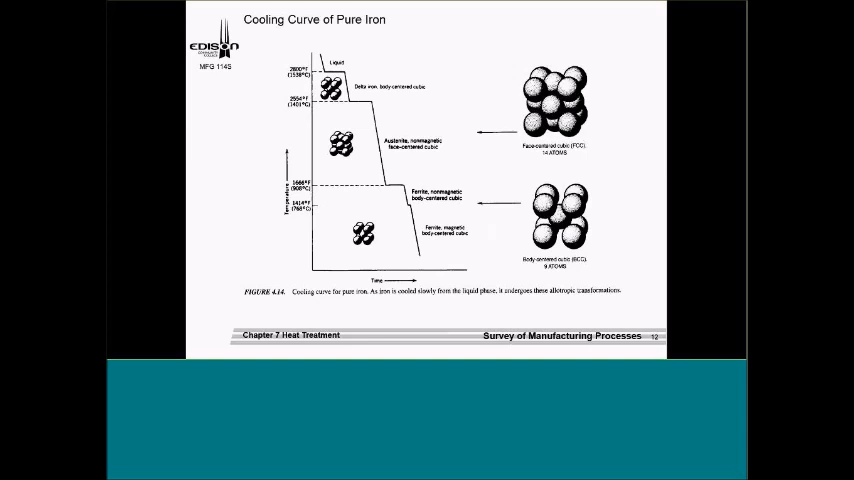 Cooling Curve of Pure Iron
EDISON
COMMUNITY
COLLEGE
MFG 114S
Liquid
2800°F
(1538°C)
Delta iron, body-centered cubic
2554°F
(1401°C)
Austenite, nonmagnetic
face-centered cubic
Face-centered cubic (FCC).
14 ATOMS
Temperature
1666°F
(908°C)
Ferrite, nonmagnetic
body-centered cubic
1414°F
(768°C)
Ferrite, magnetic
body-centered cubic
Body-centered cubic (BCC).
9 ATOMS.
Time
FIGURE 4.14. Cooling curve for pure iron. As iron is cooled slowly from the liquid phase, it undergoes these allotropic transformations.
Chapter 7 Heat Treatment
Survey of Manufacturing Processes 12